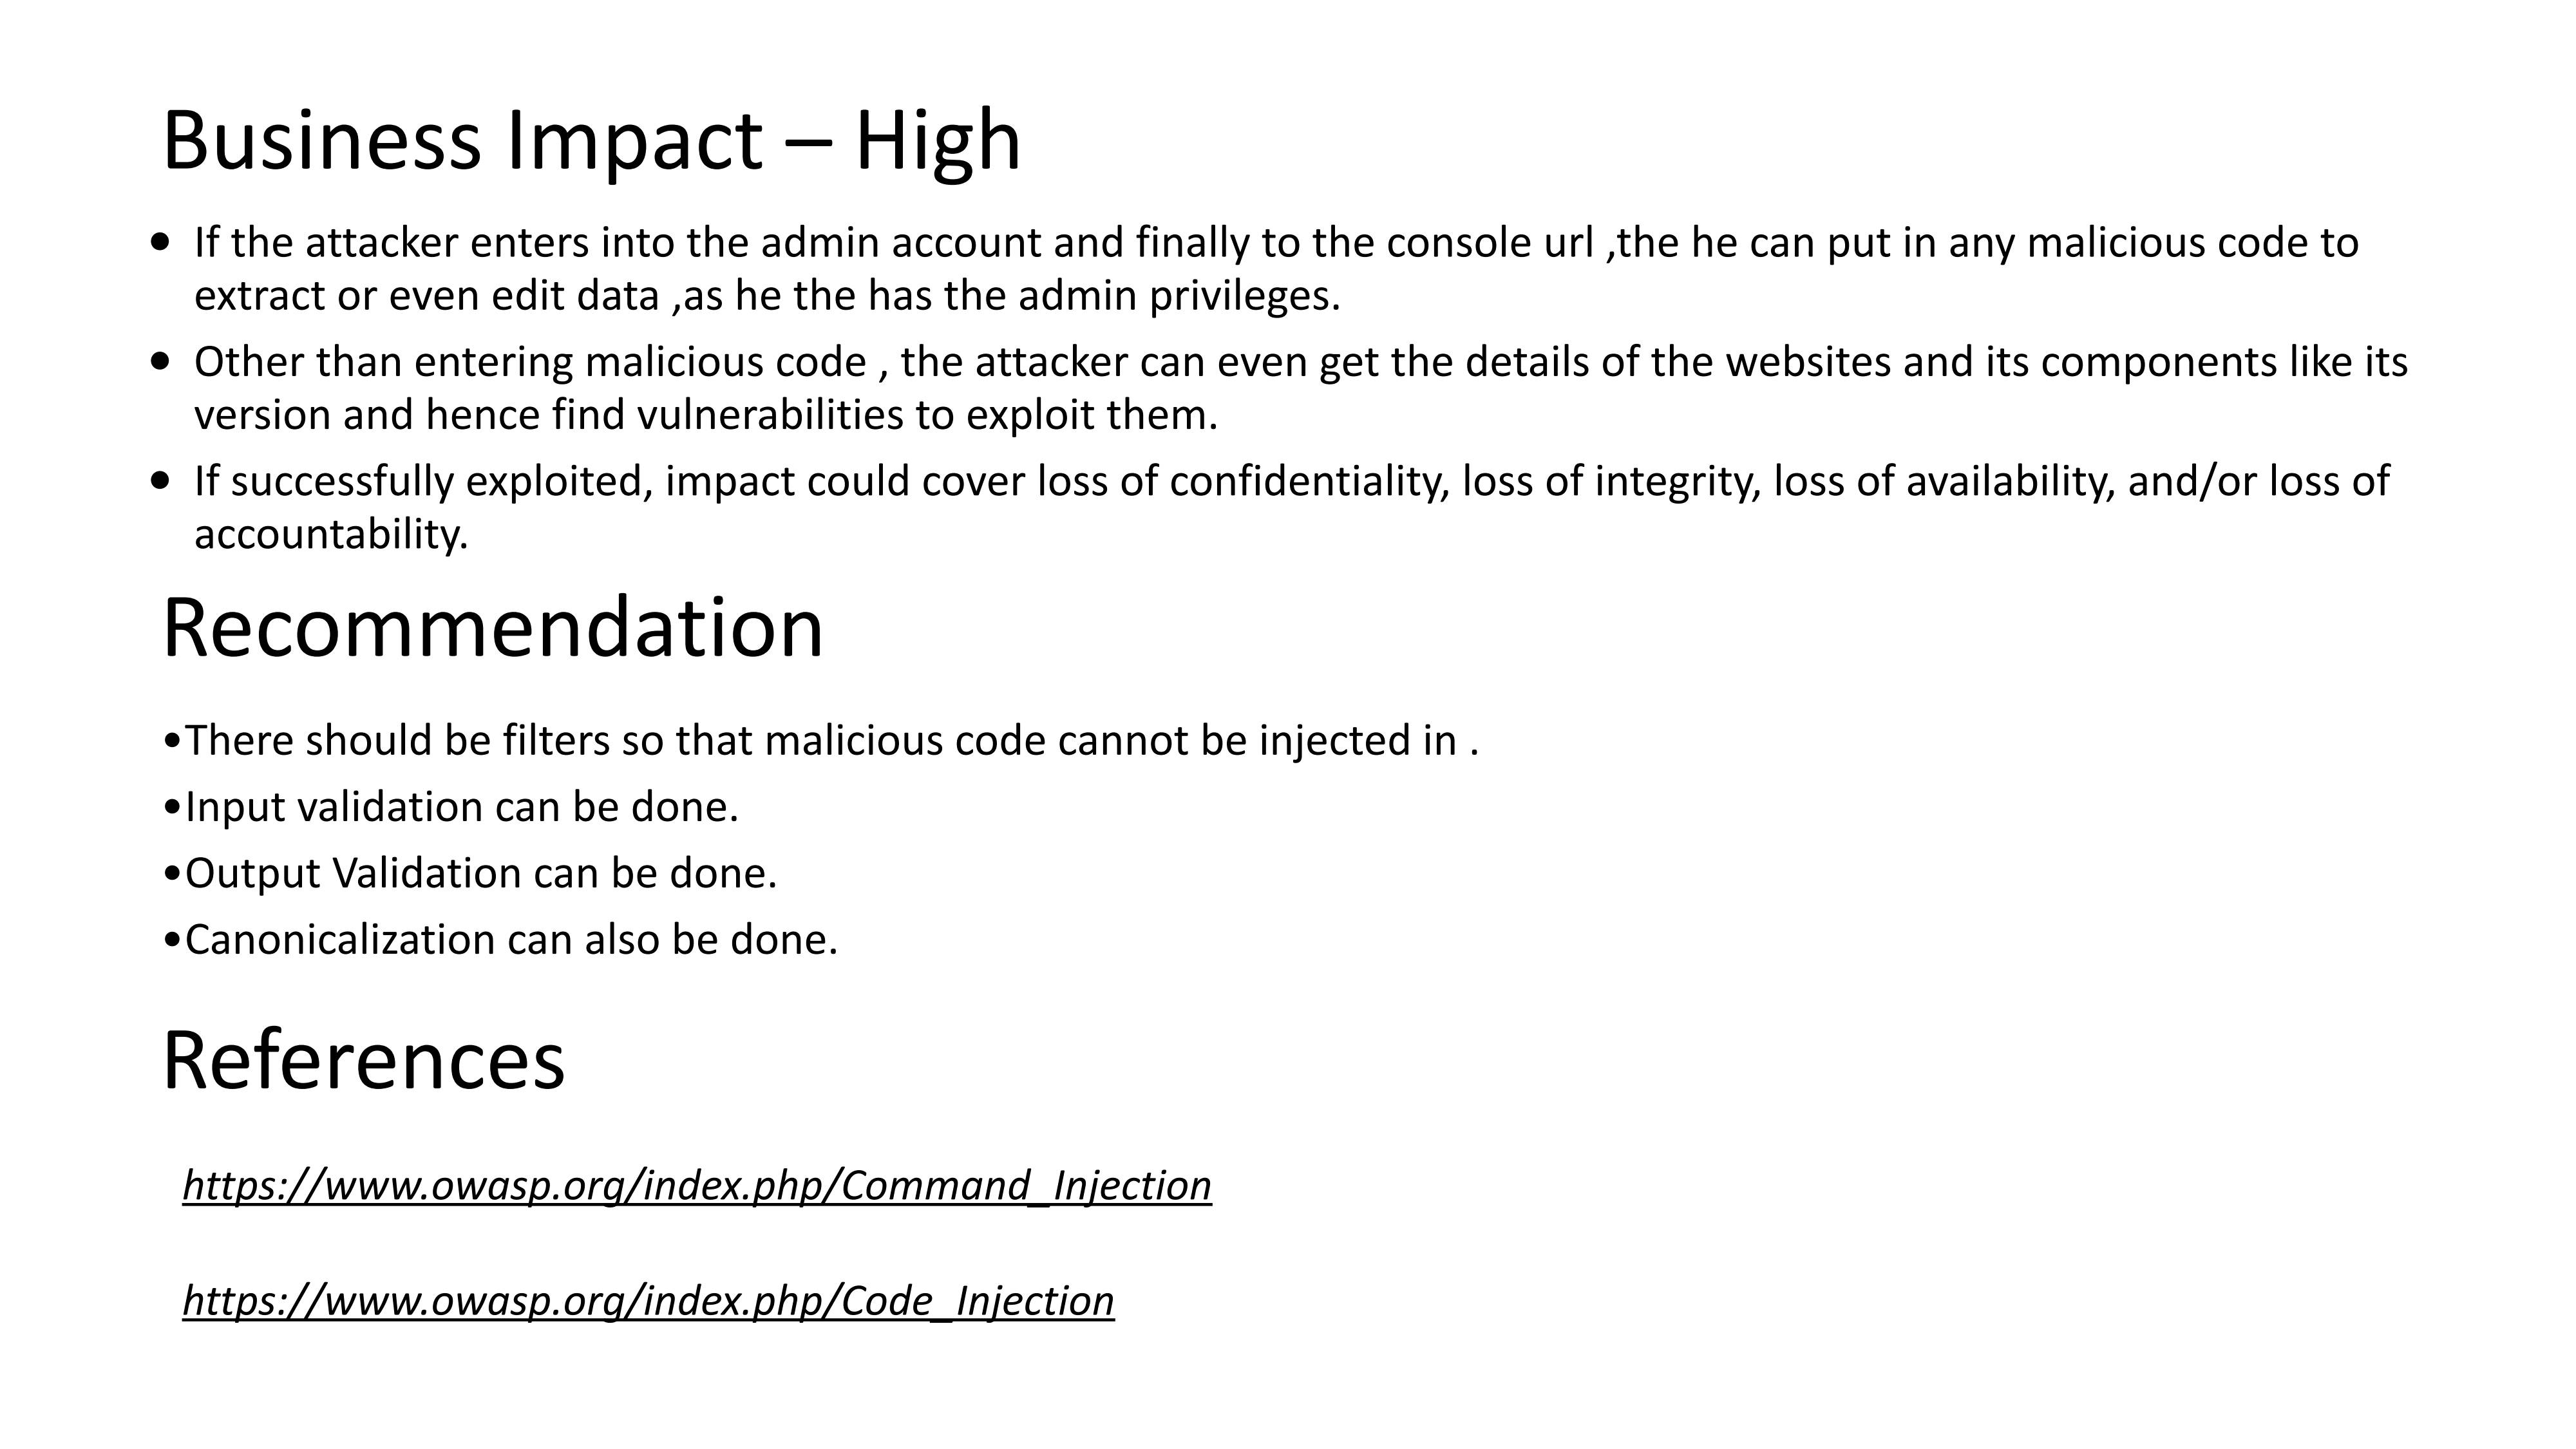 Business Impact – High
• If the attacker enters into the admin account and finally to the console url ,the he can put in any malicious code to
extract or even edit data ,as he the has the admin privileges.
• Other than entering malicious code , the attacker can even get the details of the websites and its components like its
version and hence find vulnerabilities to exploit them.
• If successfully exploited, impact could cover loss of confidentiality, loss of integrity, loss of availability, and/or loss of
accountability.
Recommendation
•There should be filters so that malicious code cannot be injected in .
•Input validation can be done.
•Output Validation can be done.
•Canonicalization can also be done.
References
https://www.owasp.org/index.php/Command_Injection
https://www.owasp.org/index.php/Code_Injection